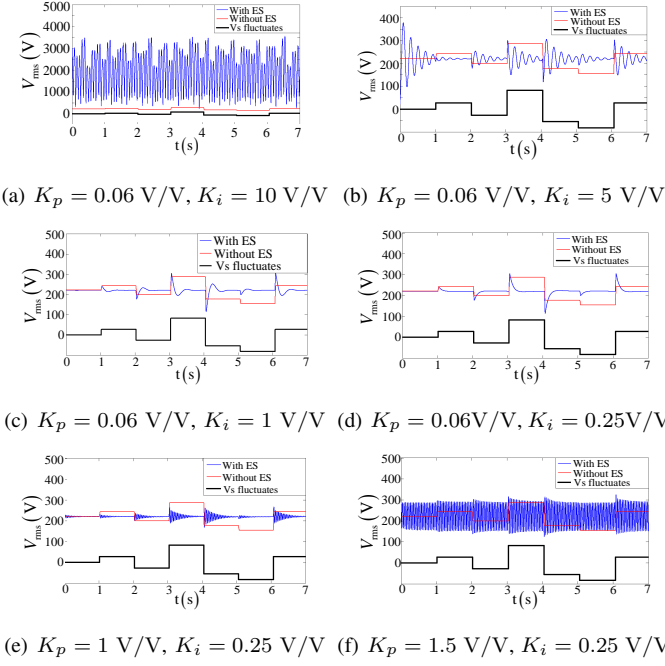 With ES
Without ES
Vs fluctuates
5000
4000
3000
2000
1000
0
V_rms (V)
0 1 2 3 4 5 6 7
t(s)
With ES
Without ES
Vs fluctuates
400
300
200
100
0
0 1 2 3 4 5 6 7
t(s)
(a) K_p = 0.06 V/V, K_i = 10 V/V (b) K_p = 0.06 V/V, K_i = 5 V/V
With ES
Without ES
Vs fluctuates
500
400
300
200
100
0
V_rms (V)
0 1 2 3 4 5 6 7
t(s)
With ES
Without ES
Vs fluctuates
500
400
300
200
100
0
0 1 2 3 4 5 6 7
t(s)
(c) K_p = 0.06 V/V, K_i = 1 V/V (d) K_p = 0.06V/V, K_i = 0.25V/V
With ES
Without ES
Vs fluctuates
500
400
300
200
100
0
V_rms (V)
0 1 2 3 4 5 6 7
t(s)
With ES
Without ES
Vs fluctuates
500
400
300
200
100
0
0 1 2 3 4 5 6 7
t(s)
(e) K_p = 1 V/V, K_i = 0.25 V/V (f) K_p = 1.5 V/V, K_i = 0.25 V/V